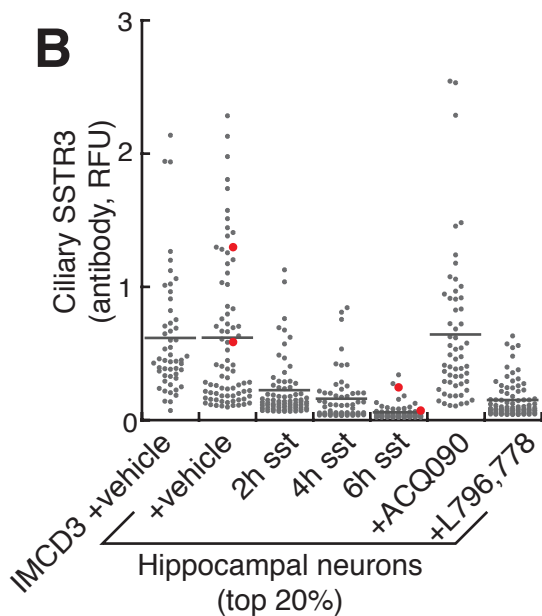 B
3
2
1
0
Ciliary SSTR3
(antibody, RFU)
IMCD3 +vehicle
+vehicle
2h sst
4h sst
6h sst
+ACQ090
+L796,778
Hippocampal neurons
(top 20%)